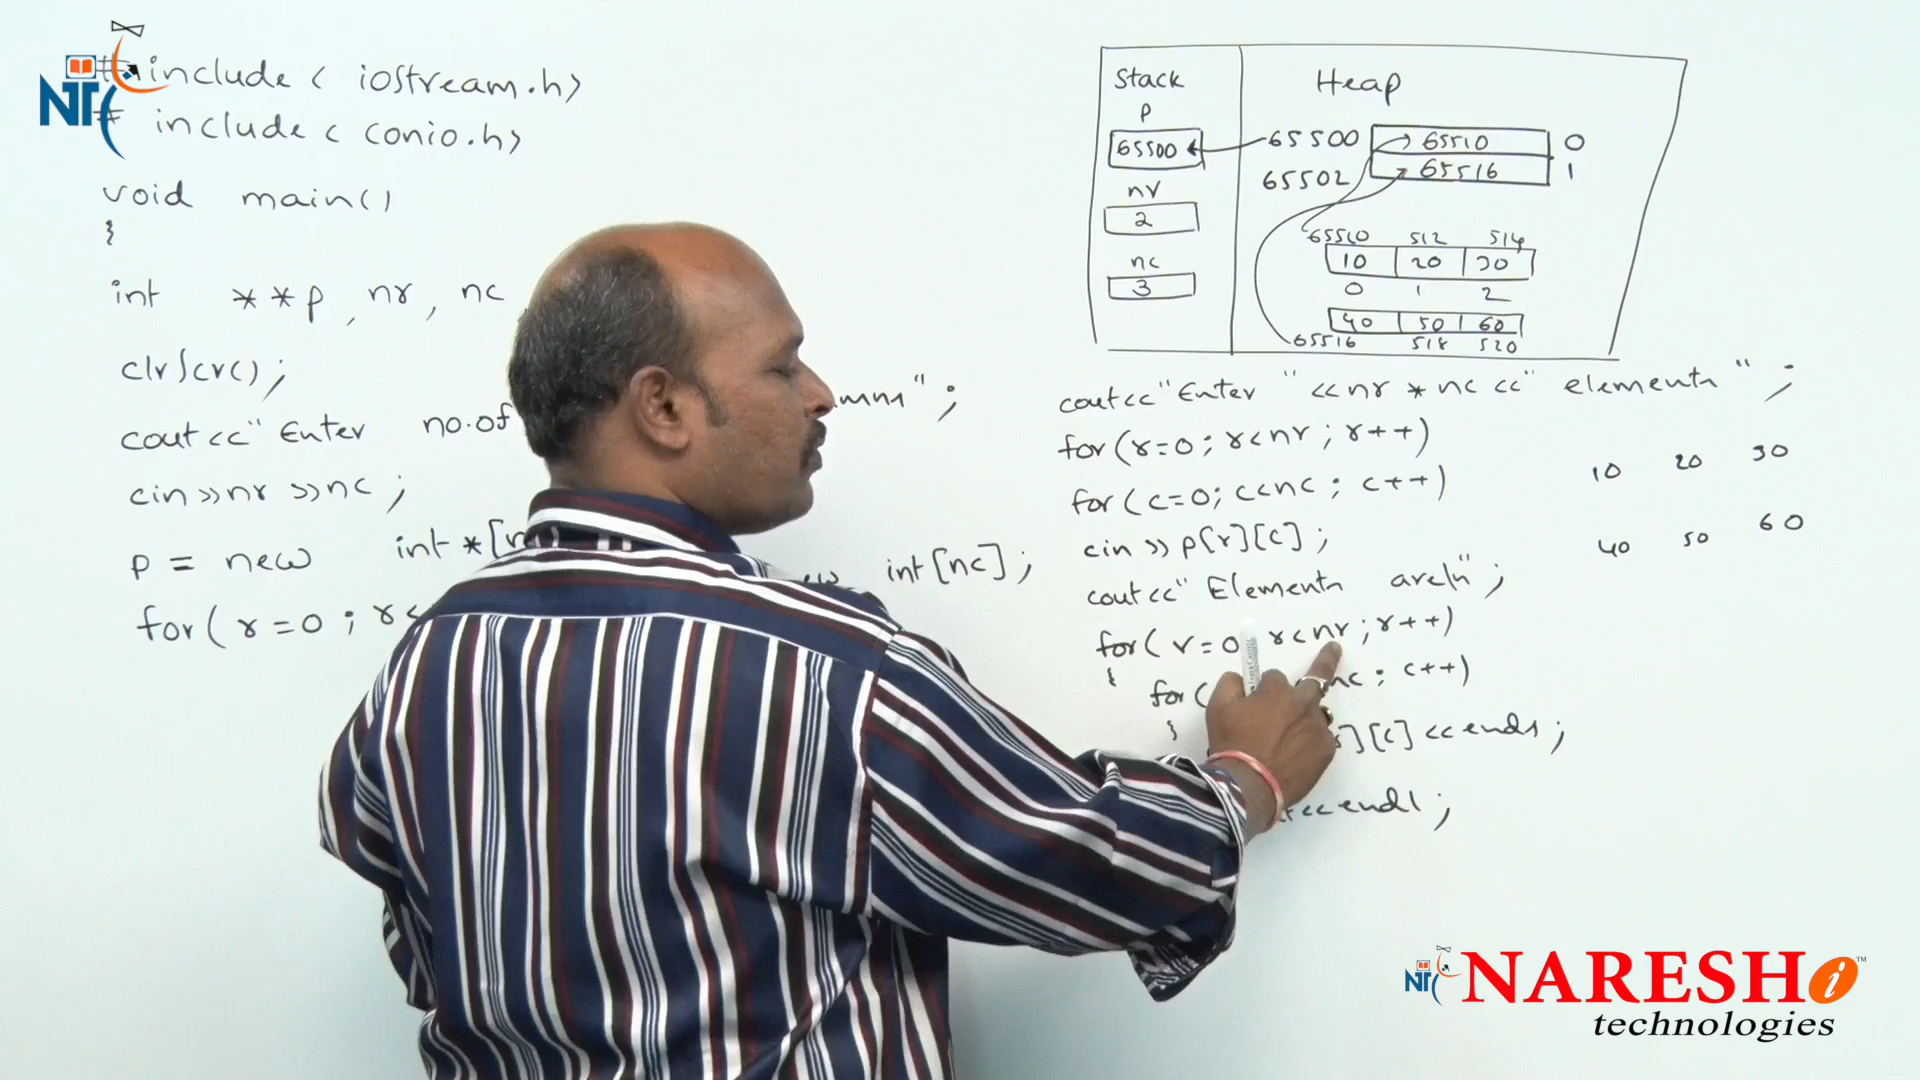 # include < iostream.h>
# include < conio.h>
void main()
{
int **p, nr, nc
clrscr();
cout<<"Enter no.of ";
cin>>nr>>nc;
p = new int*[
for( r=0; r< int[nc];
Stack Heap
p
65500 65500 65510 0
65502 65516 1
nr
2
65510 512 514
nc 10 20 30
3 0 1 2
40 50 60
65516 518 520
cout<<"Enter "<<nr*nc<<" elements";
for(r=0; r<nr; r++)
for(c=0; c<nc; c++)
10 20 30
cin>>p[r][c];
40 50 60
cout<<"Elements are\n";
for( r=0 r<nr; r++)
{ for( nc; c++)
{ ][c]<<ends;
<<endl;
NTC
NTC NARESH i ™
technologies